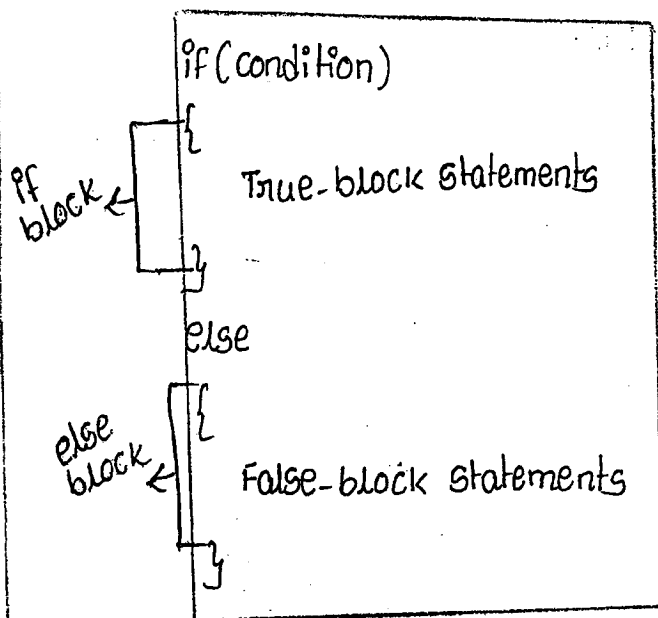 if (condition)
{
if
block
True-block statements
}
else
{
else
block
False-block statements
}